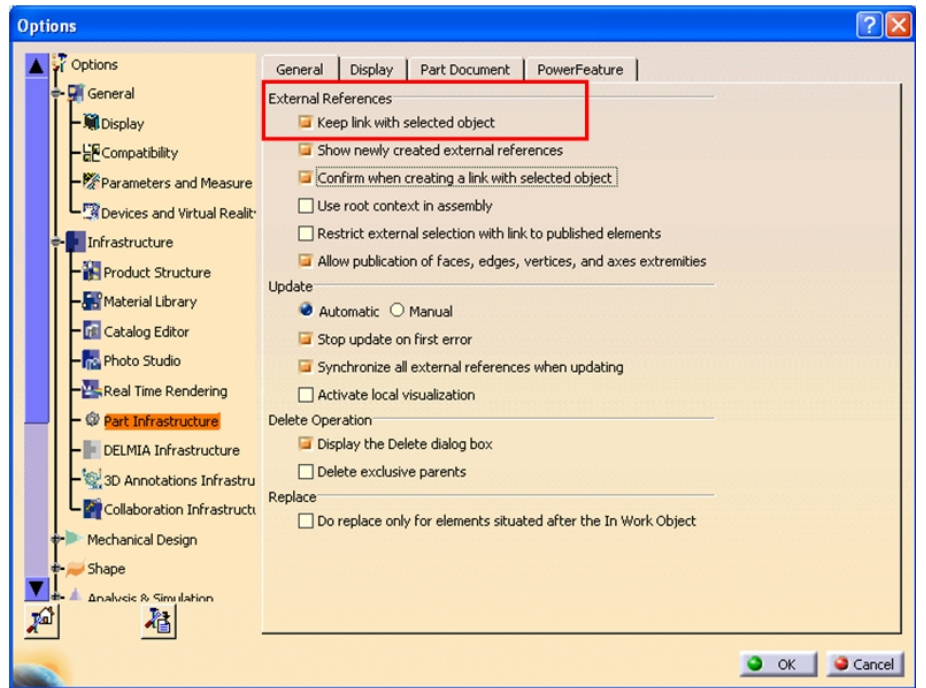 Options
Options
General
Display
Compatibility
Parameters and Measure
Devices and Virtual Realit
Infrastructure
Product Structure
Material Library
Catalog Editor
Photo Studio
Real Time Rendering
Part Infrastructure
DELMIA Infrastructure
3D Annotations Infrastru
Collaboration Infrastructu
Mechanical Design
Shape
Analysis & Simulation
General Display Part Document PowerFeature
External References
Keep link with selected object
Show newly created external references
Confirm when creating a link with selected object
Use root context in assembly
Restrict external selection with link to published elements
Allow publication of faces, edges, vertices, and axes extremities
Update
Automatic Manual
Stop update on first error
Synchronize all external references when updating
Activate local visualization
Delete Operation
Display the Delete dialog box
Delete exclusive parents
Replace
Do replace only for elements situated after the In Work Object
OK Cancel